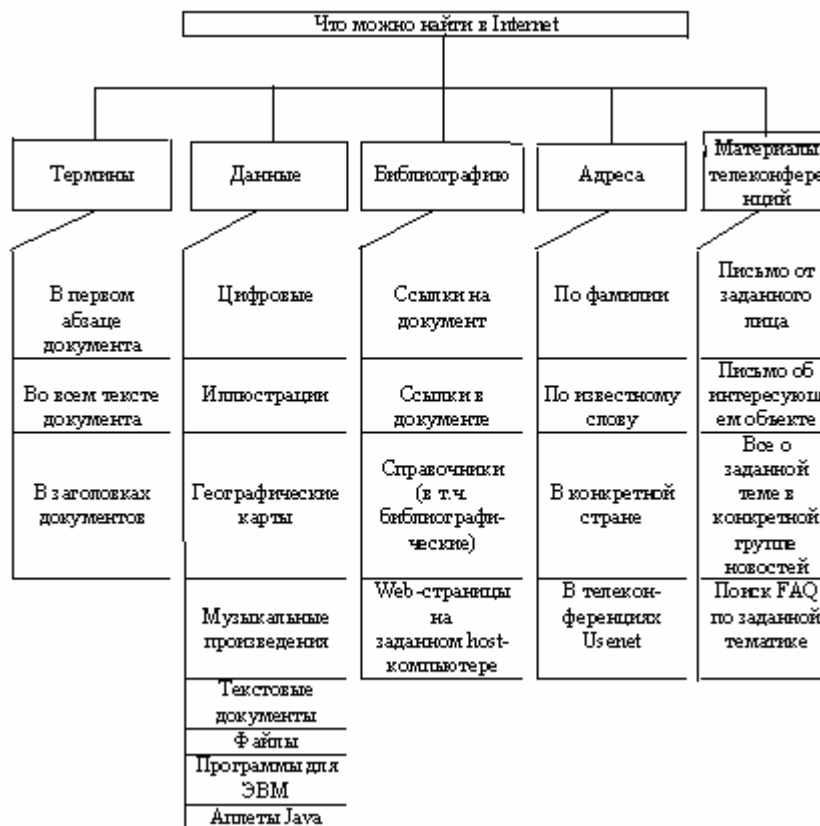 Что можно найти в Internet
Термины
Данные
Библиографию
Адреса
Материалы
телеконфере
нций
В первом
абзаце
документа
Во всем тексте
документа
В заголовках
документов
Цифровые
Иллюстрации
Географические
карты
Музыкальные
произведения
Текстовые
документы
Файлы
Программы для
ЭВМ
Апплеты Java
Ссылки на
документ
Ссылки в
документе
Справочники
(в т.ч.
библиографи-
ческие)
Web-страницы
на
заданном host-
компьютере
По фамилии
По известному
слову
В конкретной
стране
В телекон-
ференциях
Usenet
Письмо от
заданного
лица
Письмо об
интересующ
ем объекте
Все о
заданной
теме в
конкретной
группе
новостей
Поиск FAQ
по заданной
тематике